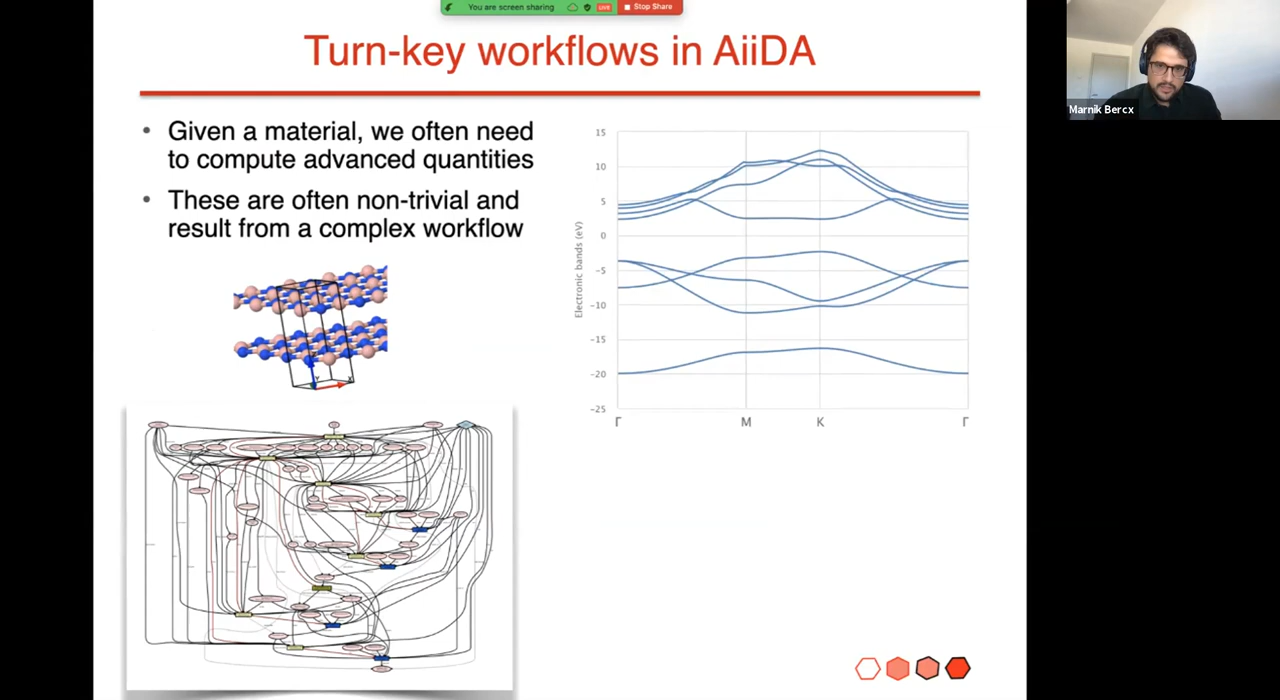 You are screen sharing
LIVE
Stop Share
Turn-key workflows in AiiDA
Marnik Bercx
• Given a material, we often need
to compute advanced quantities
• These are often non-trivial and
result from a complex workflow
Electronic bands (eV)
15
10
5
0
−5
−10
−15
−20
−25
Γ
M
K
Γ